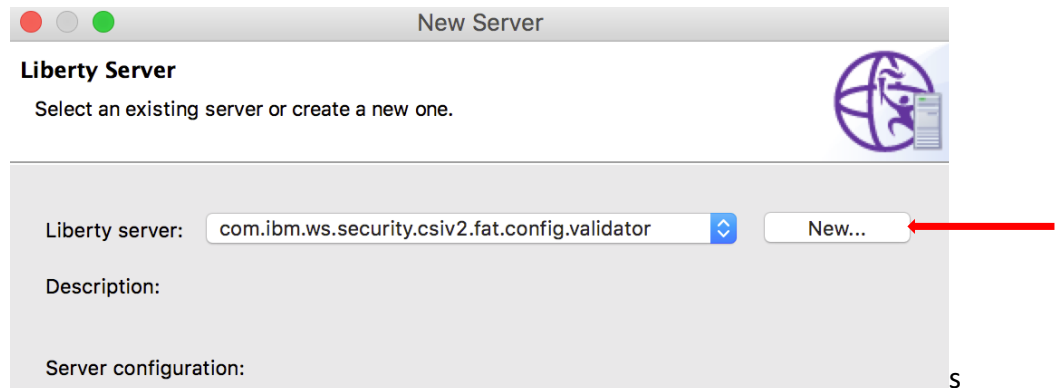 New Server
Liberty Server
Select an existing server or create a new one.
Liberty server: com.ibm.ws.security.csiv2.fat.config.validator New...
Description:
Server configuration:
s